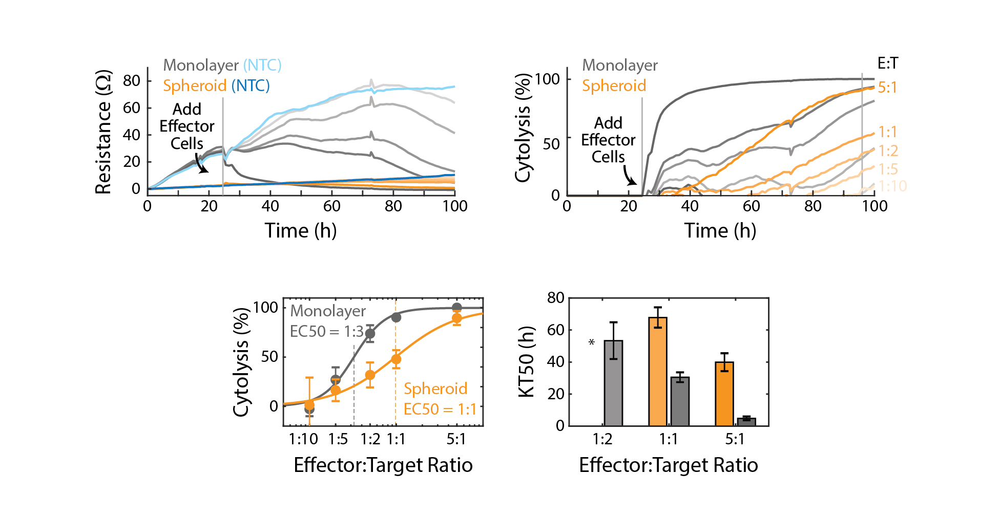 Monolayer (NTC)
Spheroid (NTC)
Add
Effector
Cells
Resistance (Ω)
80
60
40
20
0
0 20 40 60 80 100
Time (h)
Monolayer
Spheroid
E:T
5:1
1:1
1:2
1:5
1:10
Add
Effector
Cells
Cytolysis (%)
100
50
0
0 20 40 60 80 100
Time (h)
Monolayer
EC50 = 1:3
Spheroid
EC50 = 1:1
Cytolysis (%)
100
50
0
1:10 1:5 1:2 1:1 5:1
Effector:Target Ratio
KT50 (h)
80
60
40
20
0
*
1:2 1:1 5:1
Effector:Target Ratio